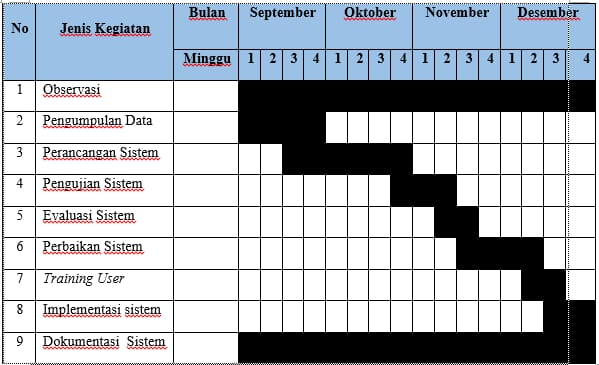 No Jenis Kegiatan Bulan September Oktober November Desember
Minggu 1 2 3 4 1 2 3 4 1 2 3 4 1 2 3 4
1 Observasi
2 Pengumpulan Data
3 Perancangan Sistem
4 Pengujian Sistem
5 Evaluasi Sistem
6 Perbaikan Sistem
7 Training User
8 Implementasi sistem
9 Dokumentasi Sistem